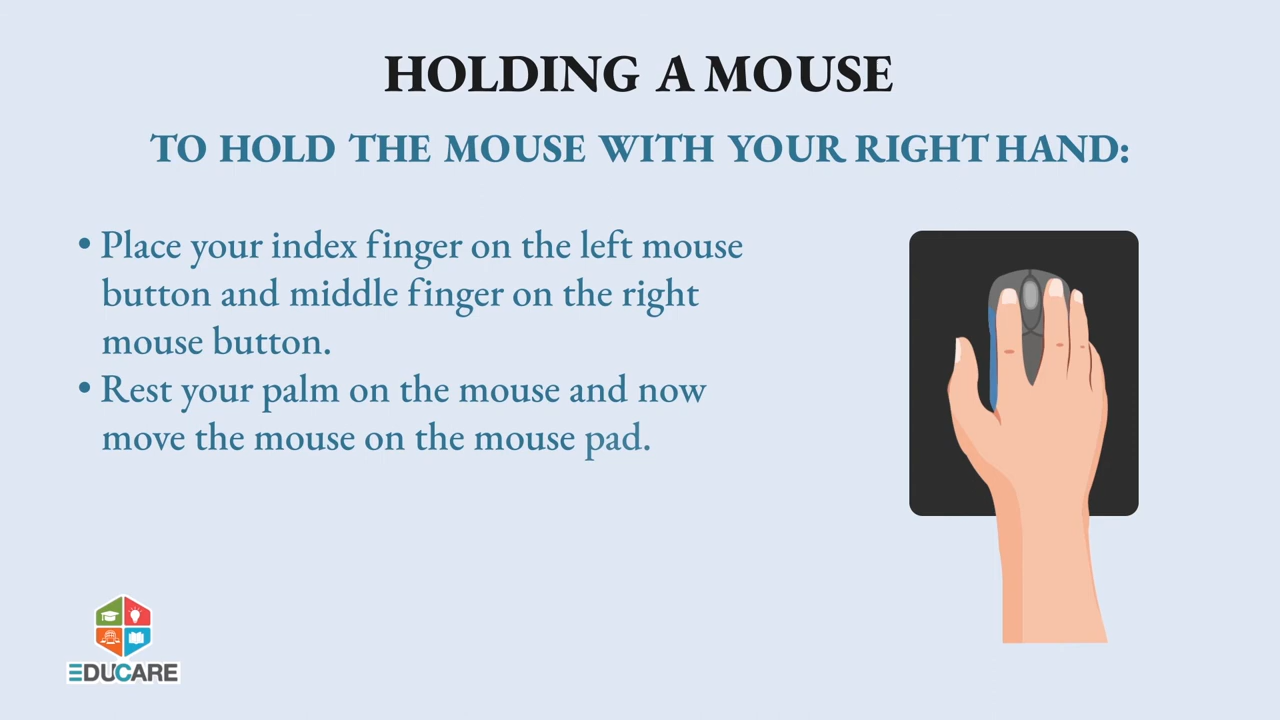 HOLDING A MOUSE
TO HOLD THE MOUSE WITH YOUR RIGHT HAND:
• Place your index finger on the left mouse
button and middle finger on the right
mouse button.
• Rest your palm on the mouse and now
move the mouse on the mouse pad.
EDUCARE